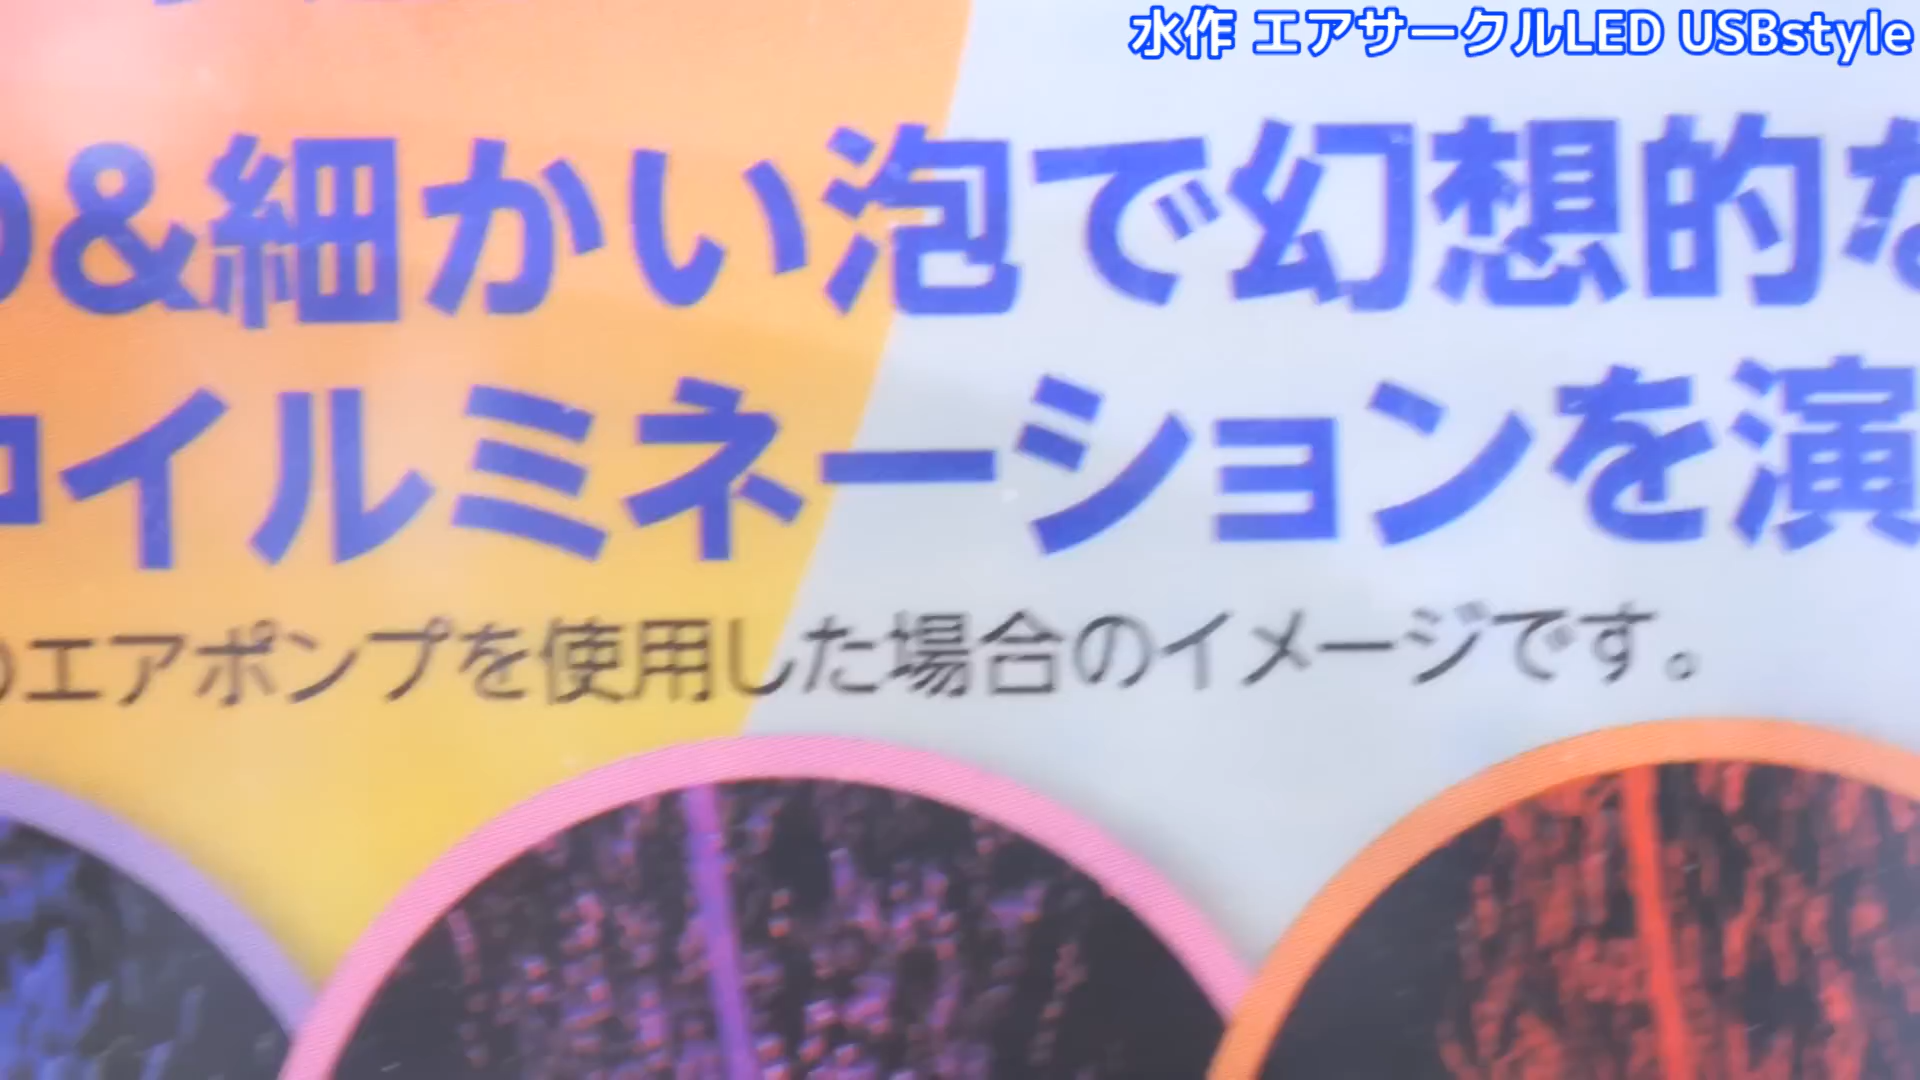 水作 エアサークルLED USBstyle
&細かい泡で幻想的な
イルミネーションを演
のエアポンプを使用した場合のイメージです。